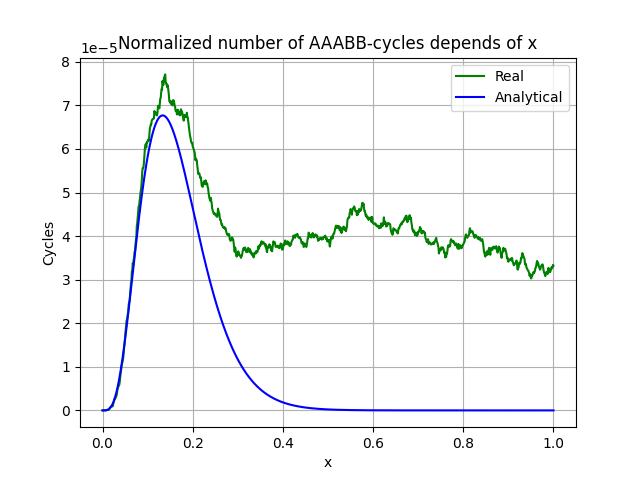 Normalized number of AAABB-cycles depends of x
1e−5
8
7
6
5
4
3
2
1
0
Cycles
0.0 0.2 0.4 0.6 0.8 1.0
x
Real
Analytical